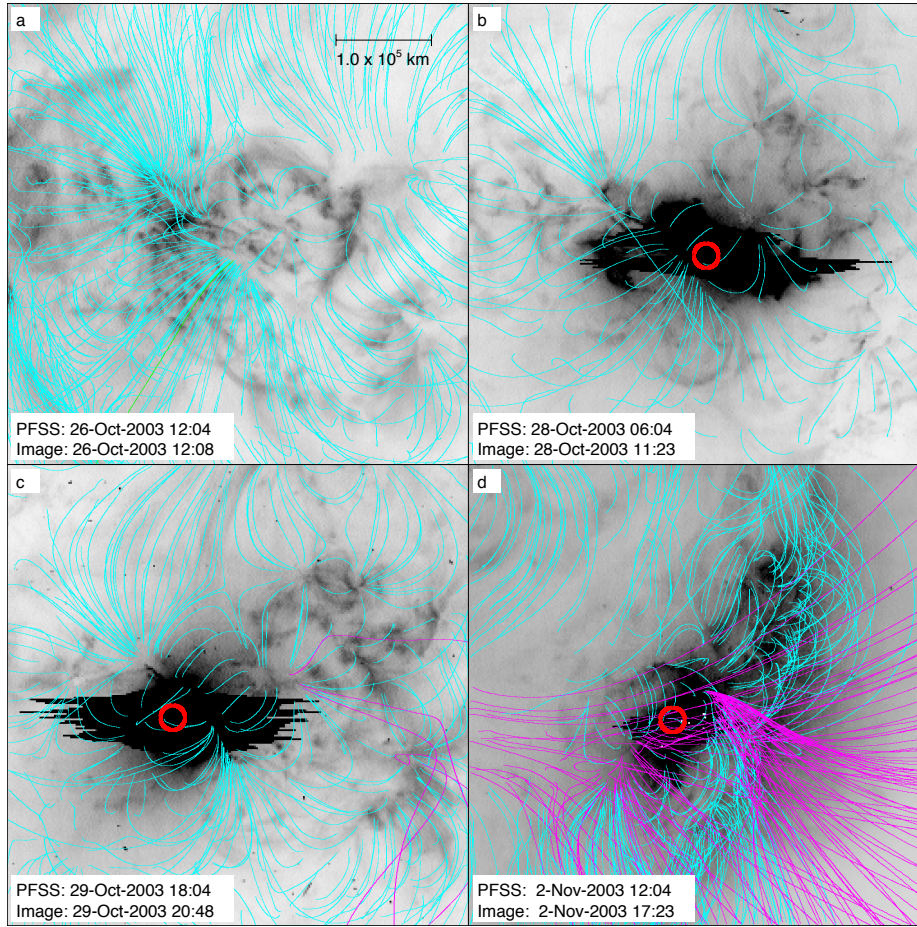 a
1.0 x 10⁵ km
PFSS: 26-Oct-2003 12:04
Image: 26-Oct-2003 12:08
b
PFSS: 28-Oct-2003 06:04
Image: 28-Oct-2003 11:23
c
PFSS: 29-Oct-2003 18:04
Image: 29-Oct-2003 20:48
d
PFSS: 2-Nov-2003 12:04
Image: 2-Nov-2003 17:23